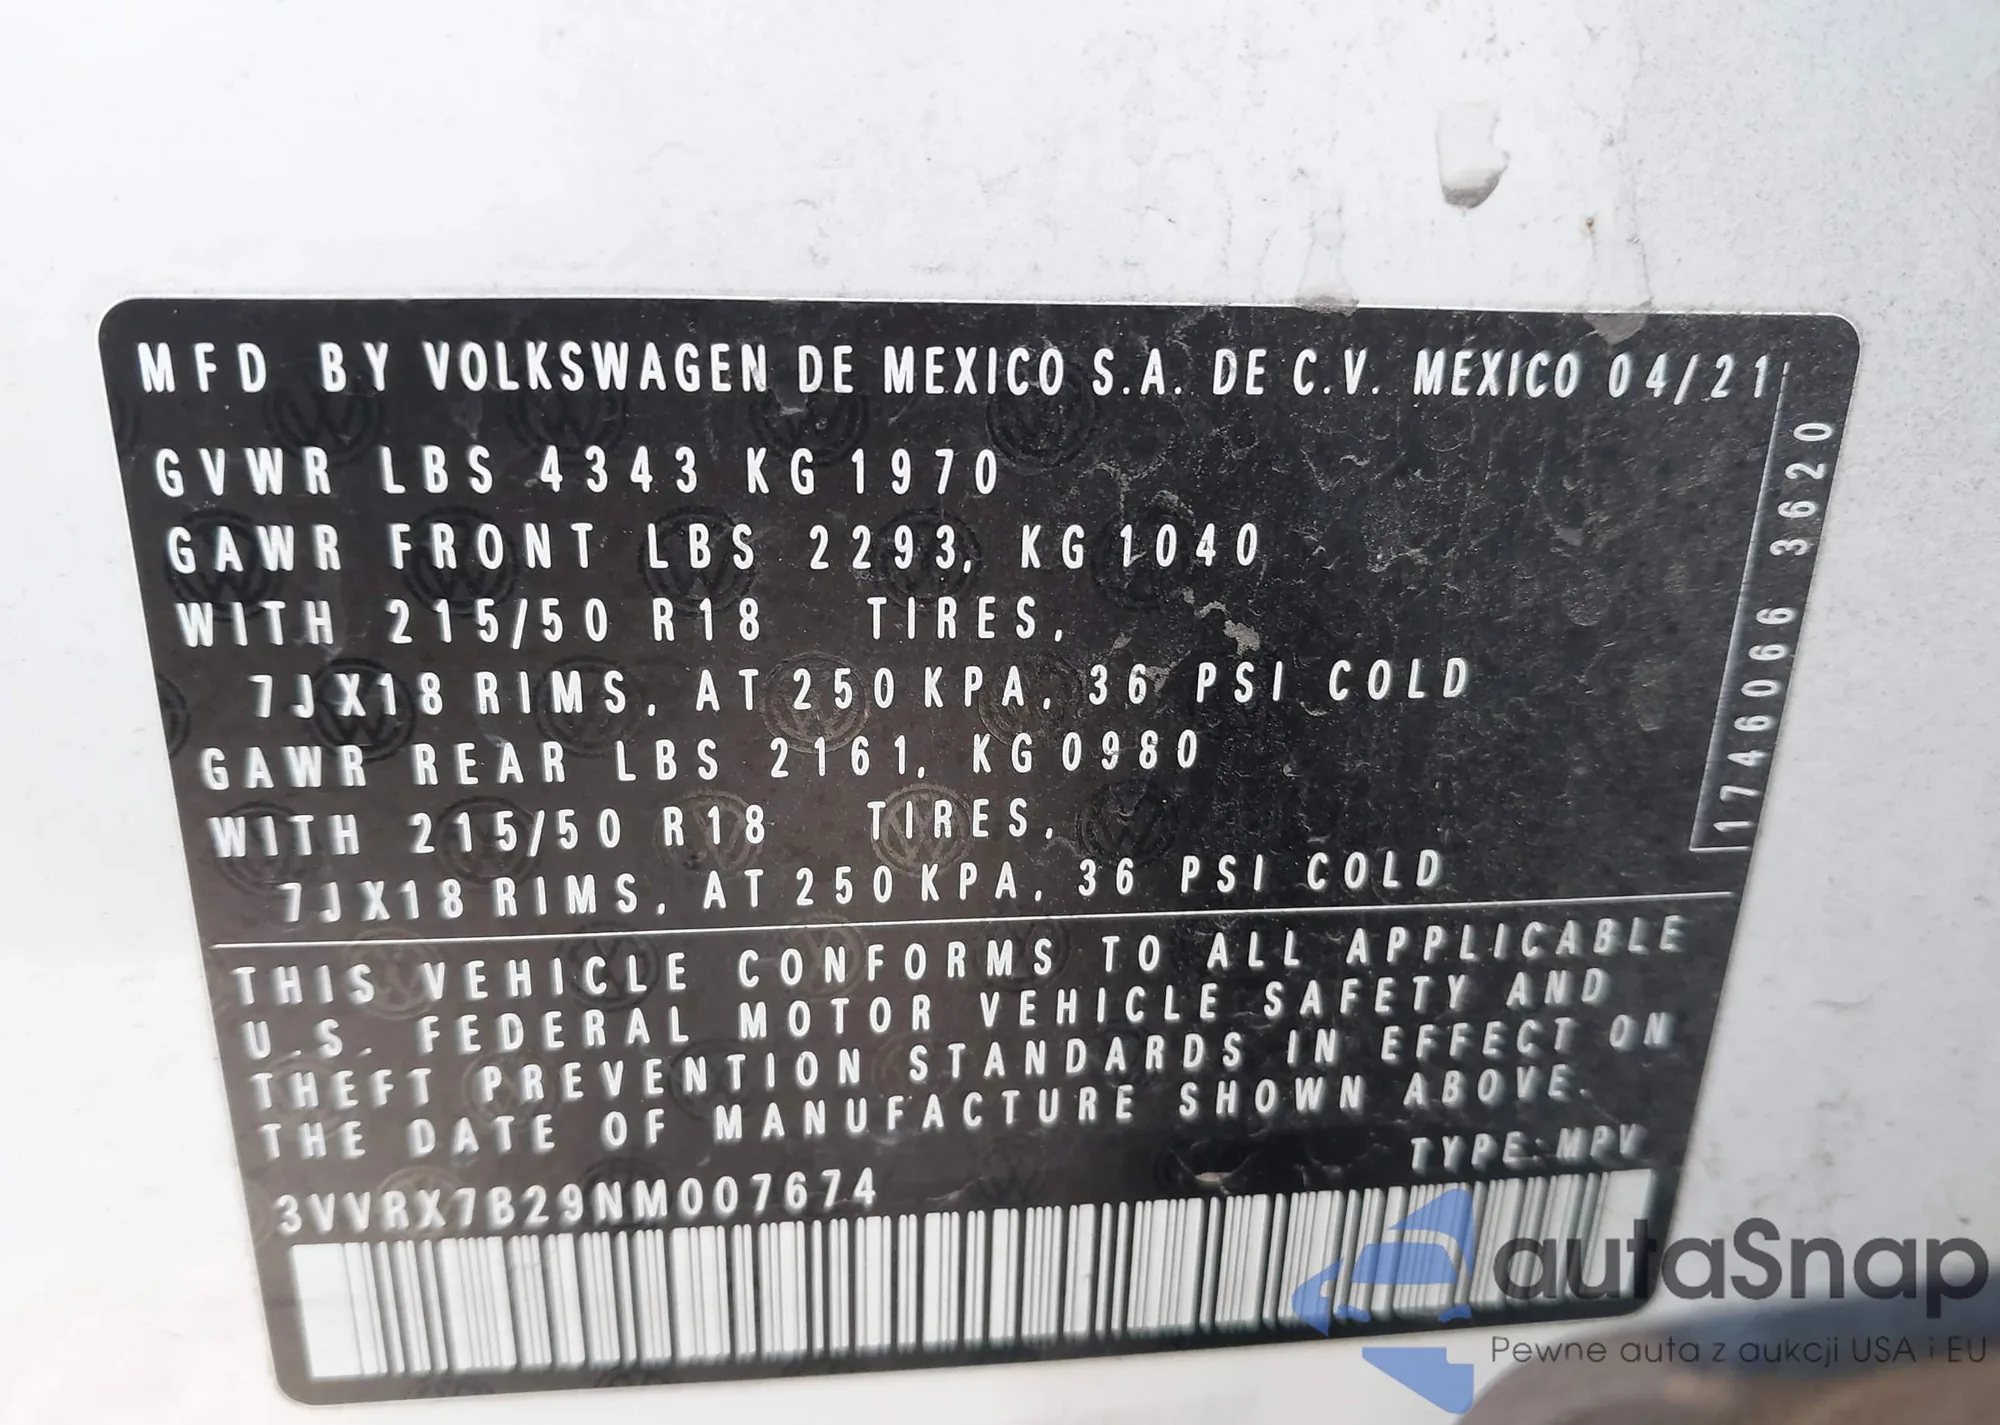 MFD BY VOLKSWAGEN DE MEXICO S.A. DE C.V. MEXICO 04/21
GVWR LBS 4343 KG 1970
GAWR FRONT LBS 2293, KG 1040
WITH 215/50 R18 TIRES,
7JX18 RIMS, AT 250 KPA, 36 PSI COLD
GAWR REAR LBS 2161, KG 0980
WITH 215/50 R18 TIRES,
7JX18 RIMS, AT 250 KPA, 36 PSI COLD
1746066 3620
THIS VEHICLE CONFORMS TO ALL APPLICABLE
U.S. FEDERAL MOTOR VEHICLE SAFETY AND
THEFT PREVENTION STANDARDS IN EFFECT ON
THE DATE OF MANUFACTURE SHOWN ABOVE.
TYPE: MPV
3VVRX7B29NM007674
autaSnap
Pewne auta z aukcji USA i EU